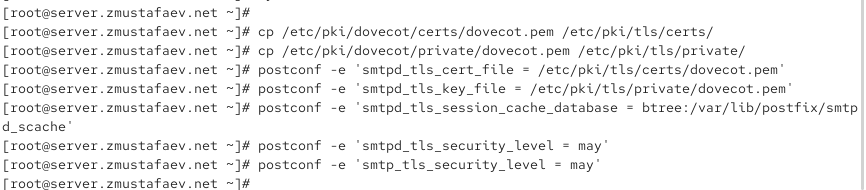 [root@server.zmustafaev.net ~]#
[root@server.zmustafaev.net ~]# cp /etc/pki/dovecot/certs/dovecot.pem /etc/pki/tls/certs/
[root@server.zmustafaev.net ~]# cp /etc/pki/dovecot/private/dovecot.pem /etc/pki/tls/private/
[root@server.zmustafaev.net ~]# postconf -e 'smtpd_tls_cert_file = /etc/pki/tls/certs/dovecot.pem'
[root@server.zmustafaev.net ~]# postconf -e 'smtpd_tls_key_file = /etc/pki/tls/private/dovecot.pem'
[root@server.zmustafaev.net ~]# postconf -e 'smtpd_tls_session_cache_database = btree:/var/lib/postfix/smtp
d_scache'
[root@server.zmustafaev.net ~]# postconf -e 'smtpd_tls_security_level = may'
[root@server.zmustafaev.net ~]# postconf -e 'smtp_tls_security_level = may'
[root@server.zmustafaev.net ~]#